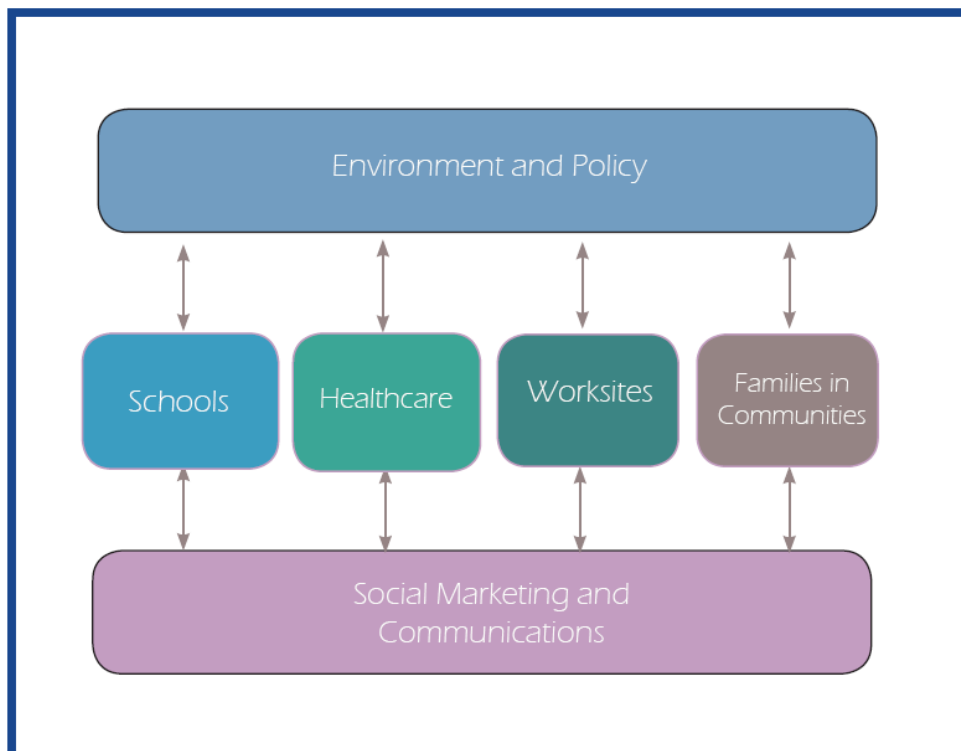 Environment and Policy
Schools
Healthcare
Worksites
Families in
Communities
Social Marketing and
Communications